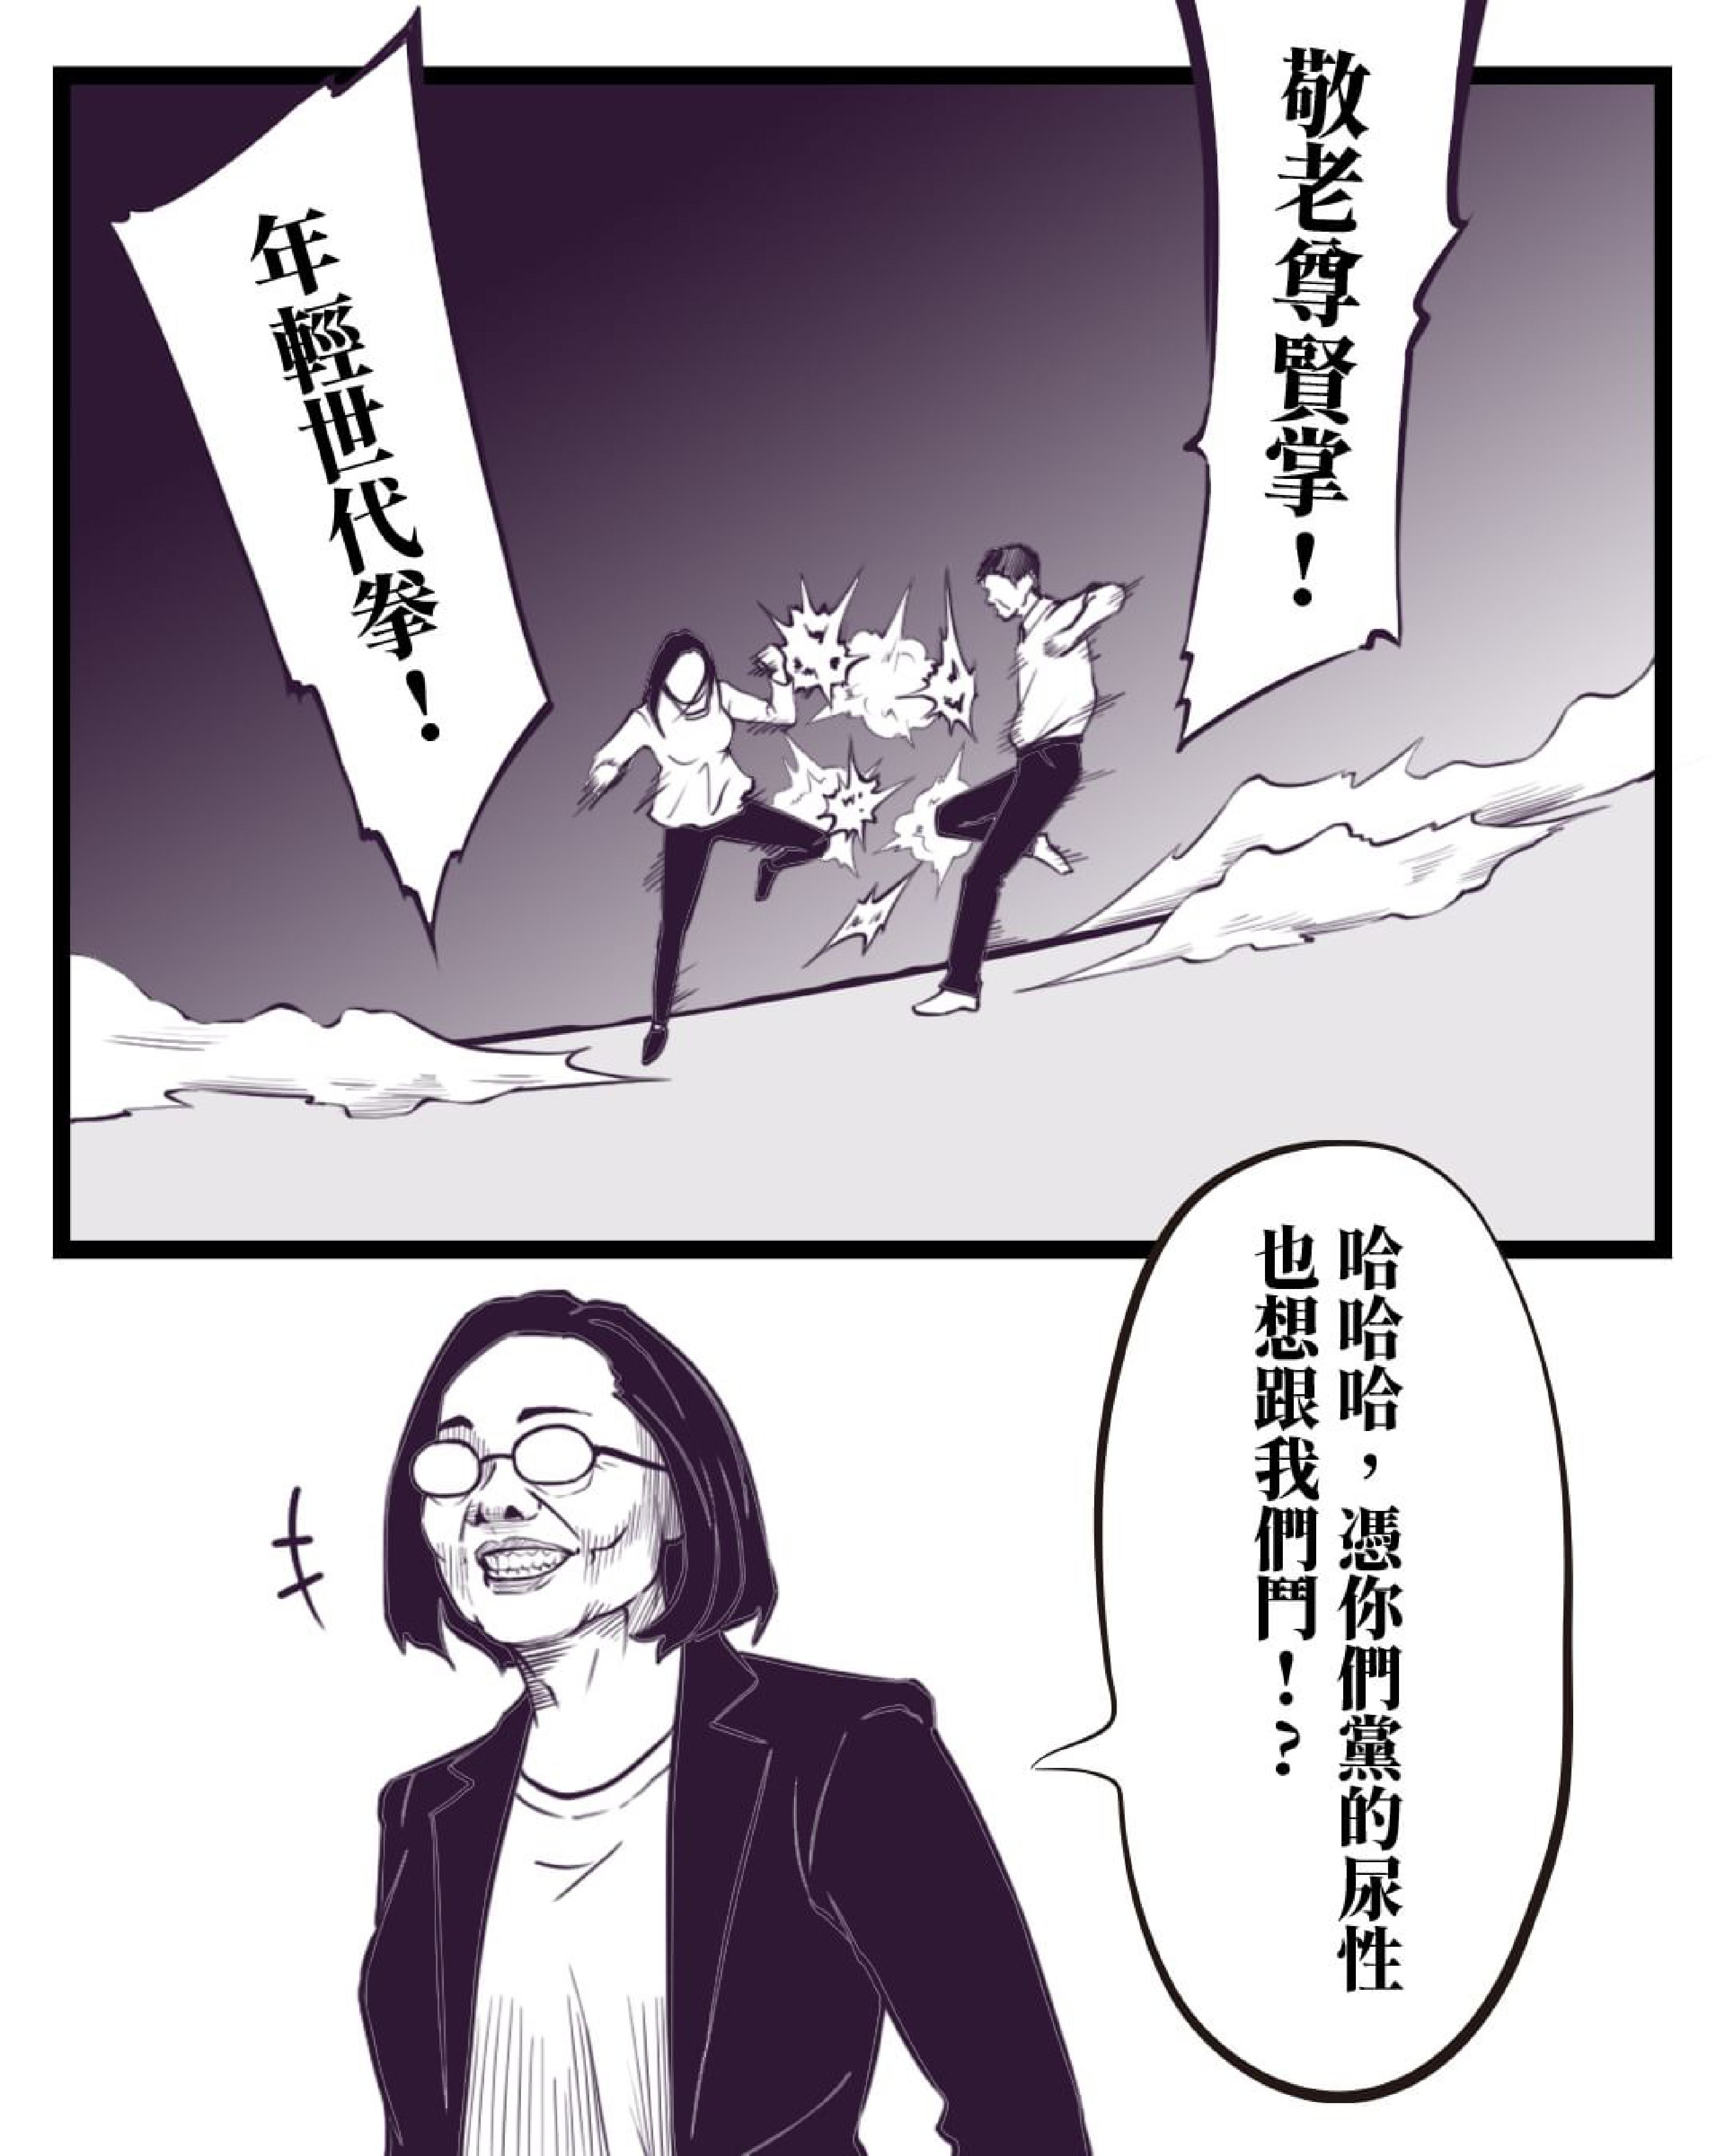 敬老尊賢掌！
年輕世代拳！
哈哈哈，憑你們黨的尿性
也想跟我們鬥！？